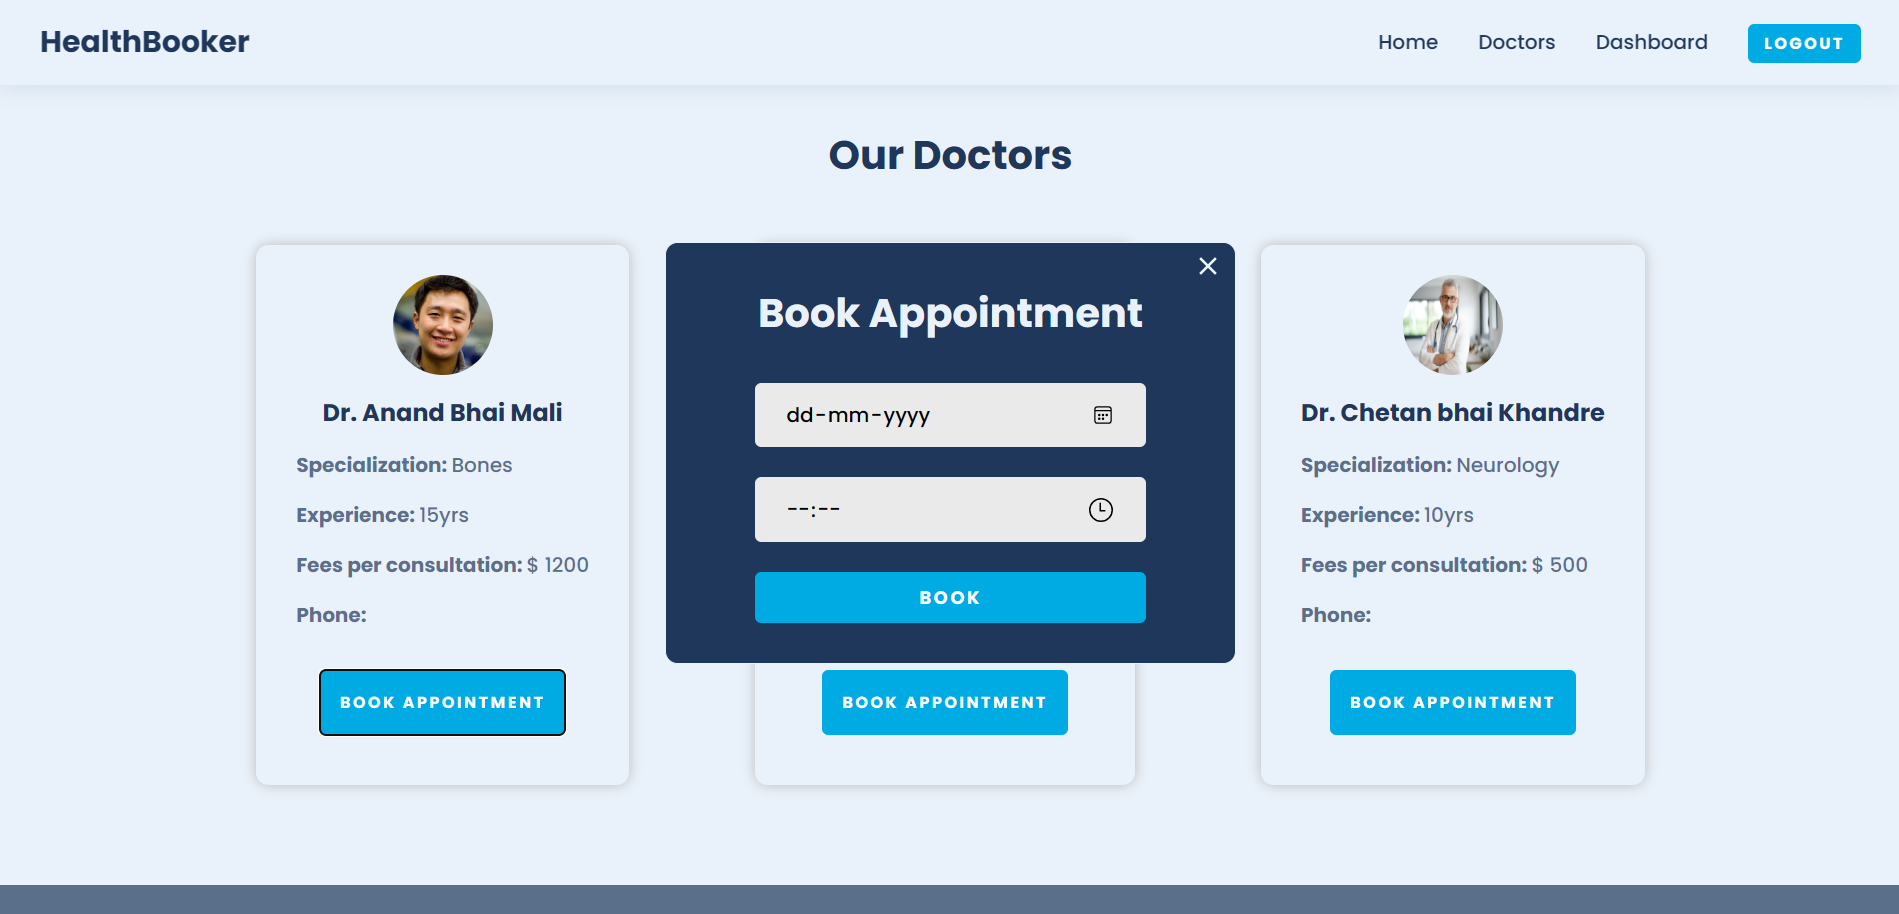 HealthBooker
Home
Doctors
Dashboard
LOGOUT
Our Doctors
Dr. Anand Bhai Mali
Specialization: Bones
Experience: 15yrs
Fees per consultation: $ 1200
Phone:
BOOK APPOINTMENT
Book Appointment
dd-mm-yyyy
--:--
BOOK
BOOK APPOINTMENT
Dr. Chetan bhai Khandre
Specialization: Neurology
Experience: 10yrs
Fees per consultation: $ 500
Phone:
BOOK APPOINTMENT